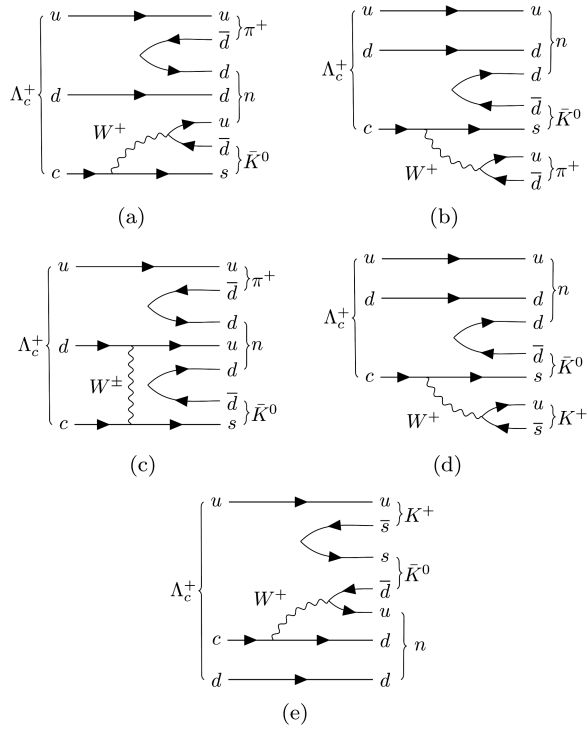 u u
d̅ }π⁺
d
Λc⁺ d d }n
W⁺ u
d̅
c s }K̄⁰
(a)
u u
d d }n
Λc⁺ d
d̅
c s }K̄⁰
W⁺ u
d̅ }π⁺
(b)
u u
d̅ }π⁺
d
Λc⁺ d u }n
W± d
d̅
c s }K̄⁰
(c)
u u
d d }n
Λc⁺ d
d̅
c s }K̄⁰
W⁺ u
s̅ }K⁺
(d)
u u
s̅ }K⁺
s
Λc⁺ W⁺ d̅ }K̄⁰
u
c d }n
d d
(e)